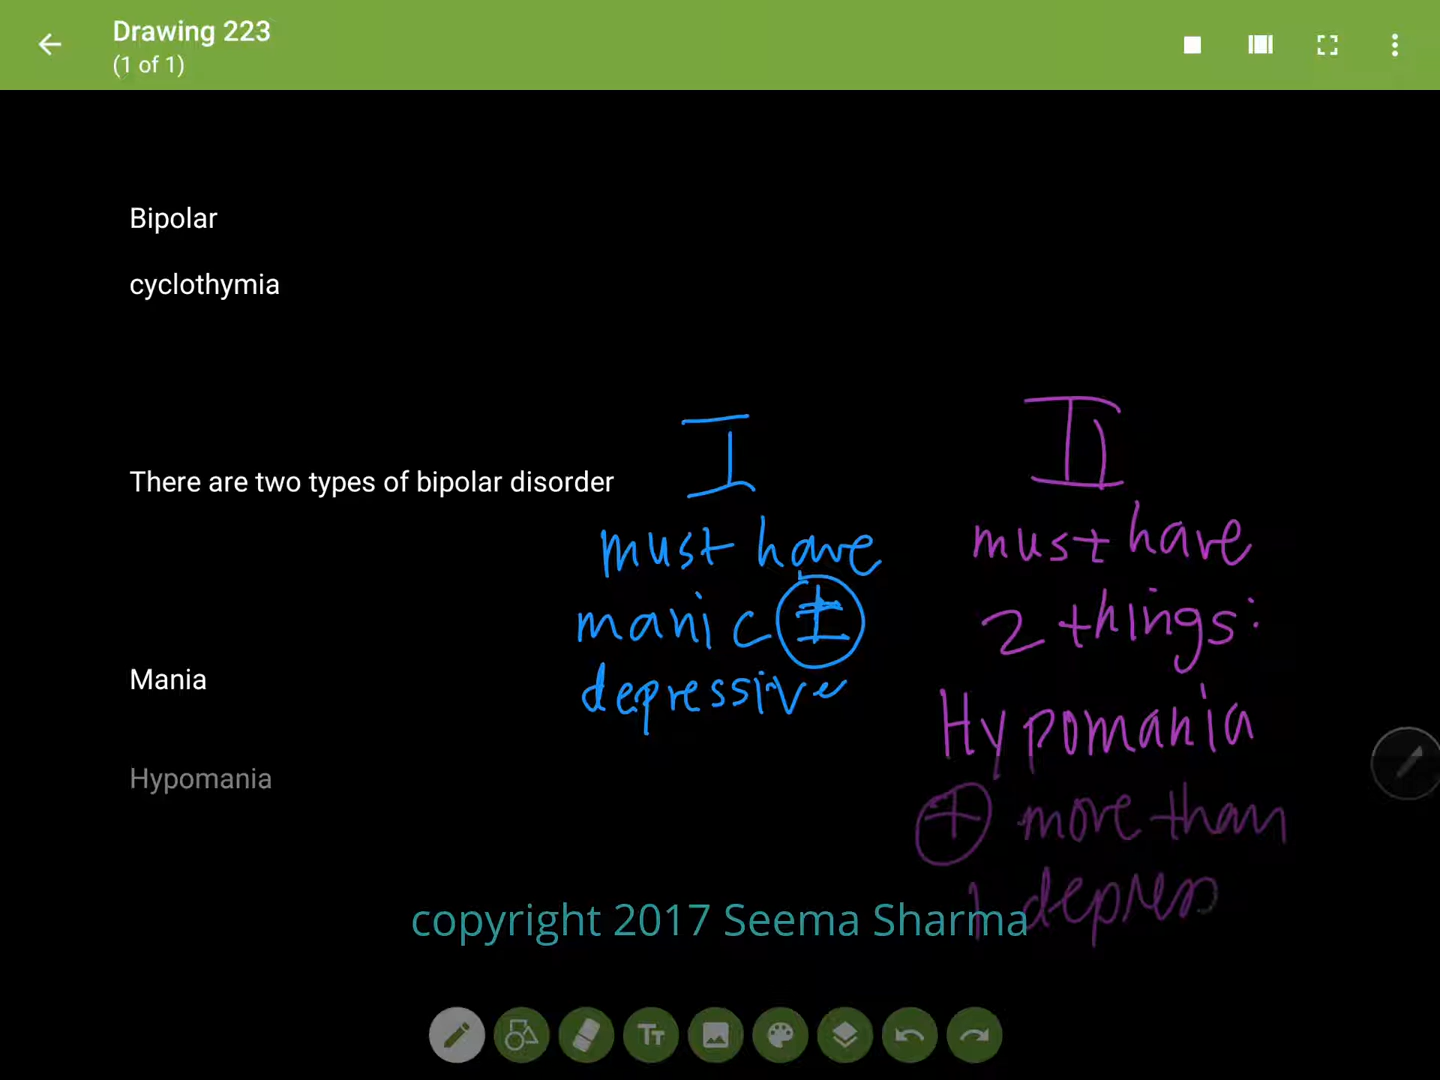 Drawing 223
(1 of 1)
Bipolar
cyclothymia
There are two types of bipolar disorder
I
must have
manic ±
depressive
II
must have
2 things:
Hypomania
+ more than
1 depress
Mania
Hypomania
copyright 2017 Seema Sharma
Tт